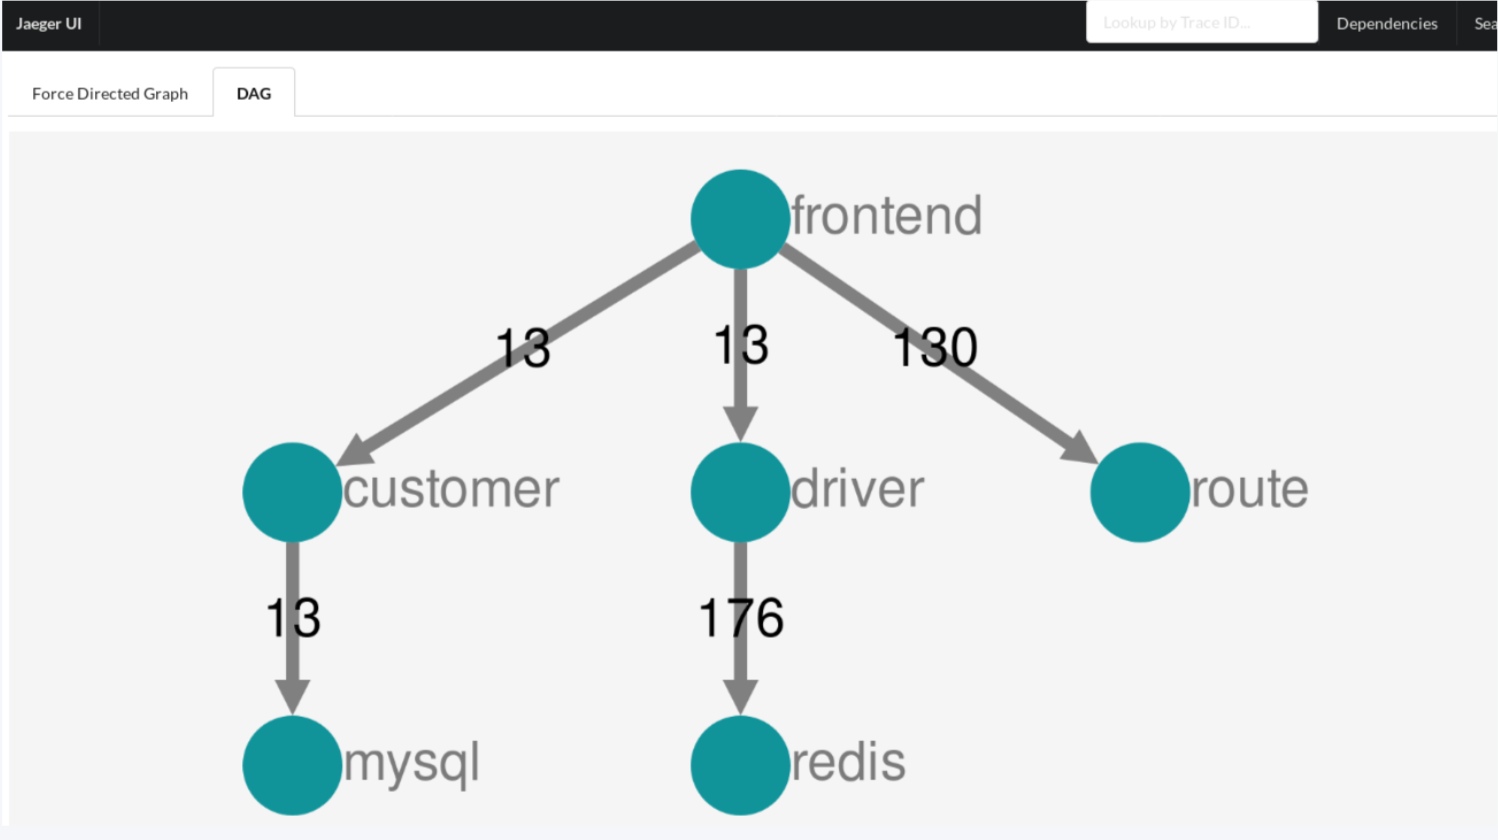 Jaeger UI
Lookup by Trace ID...
Dependencies
Force Directed Graph
DAG
frontend
13
13
130
customer
driver
route
13
176
mysql
redis